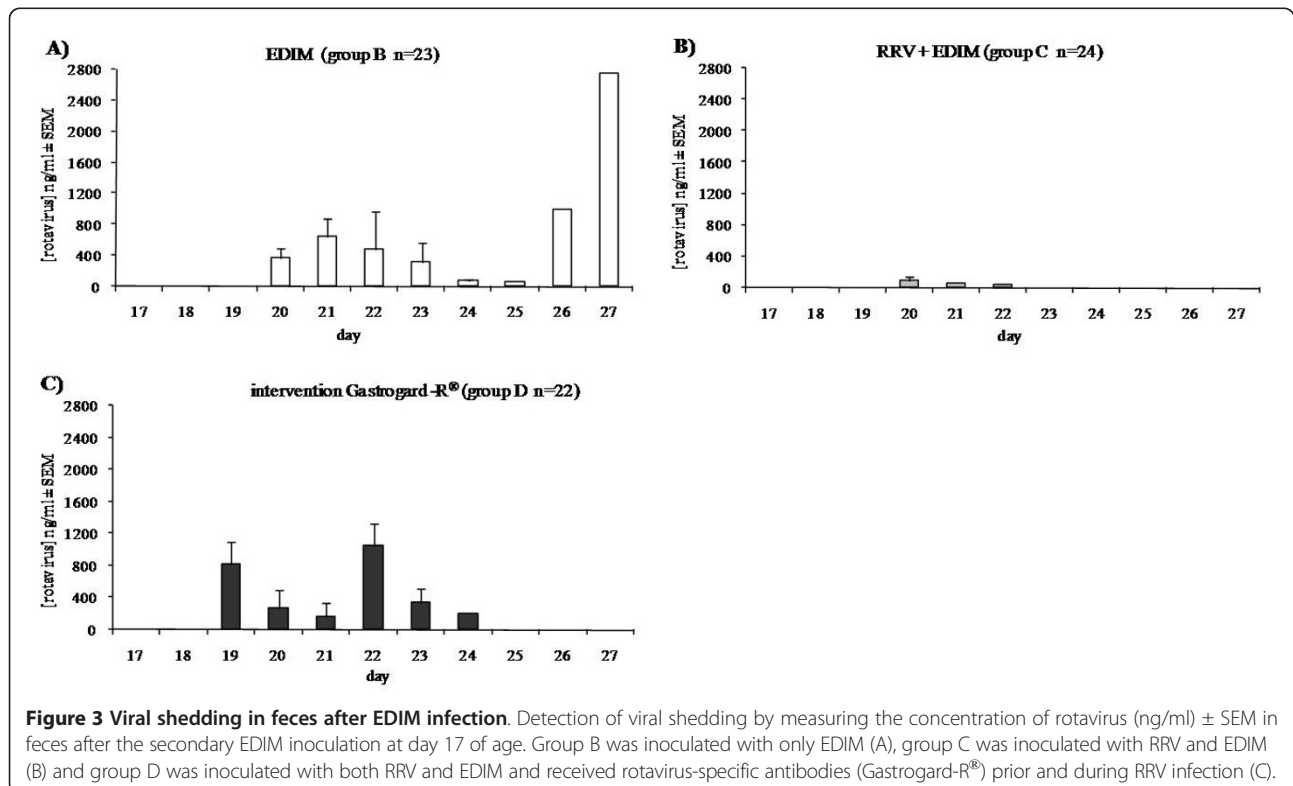 A)
EDIM (group B n=23)
[rotavirus] ng/ml ± SEM
2800
2400
2000
1600
1200
800
400
0
17 18 19 20 21 22 23 24 25 26 27
day
B)
RRV + EDIM (group C n=24)
[rotavirus] ng/ml ± SEM
2800
2400
2000
1600
1200
800
400
0
17 18 19 20 21 22 23 24 25 26 27
day
C)
intervention Gastrogard-R® (group D n=22)
[rotavirus] ng/ml ± SEM
2800
2400
2000
1600
1200
800
400
0
17 18 19 20 21 22 23 24 25 26 27
day
Figure 3 Viral shedding in feces after EDIM infection. Detection of viral shedding by measuring the concentration of rotavirus (ng/ml) ± SEM in
feces after the secondary EDIM inoculation at day 17 of age. Group B was inoculated with only EDIM (A), group C was inoculated with RRV and EDIM
(B) and group D was inoculated with both RRV and EDIM and received rotavirus-specific antibodies (Gastrogard-R®) prior and during RRV infection (C).